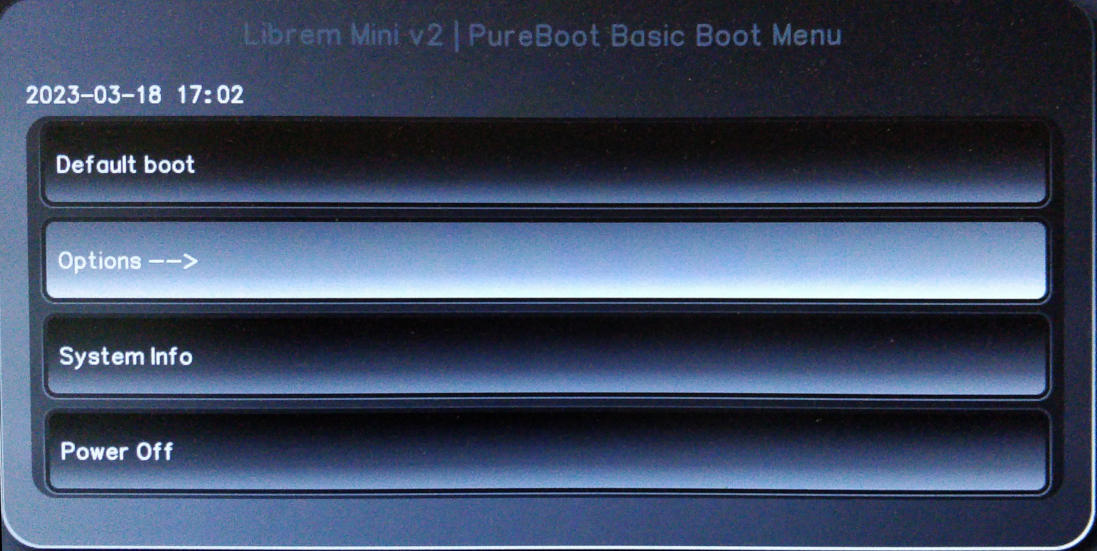 Librem Mini v2 | PureBoot Basic Boot Menu
2023-03-18 17:02
Default boot
Options -->
System Info
Power Off